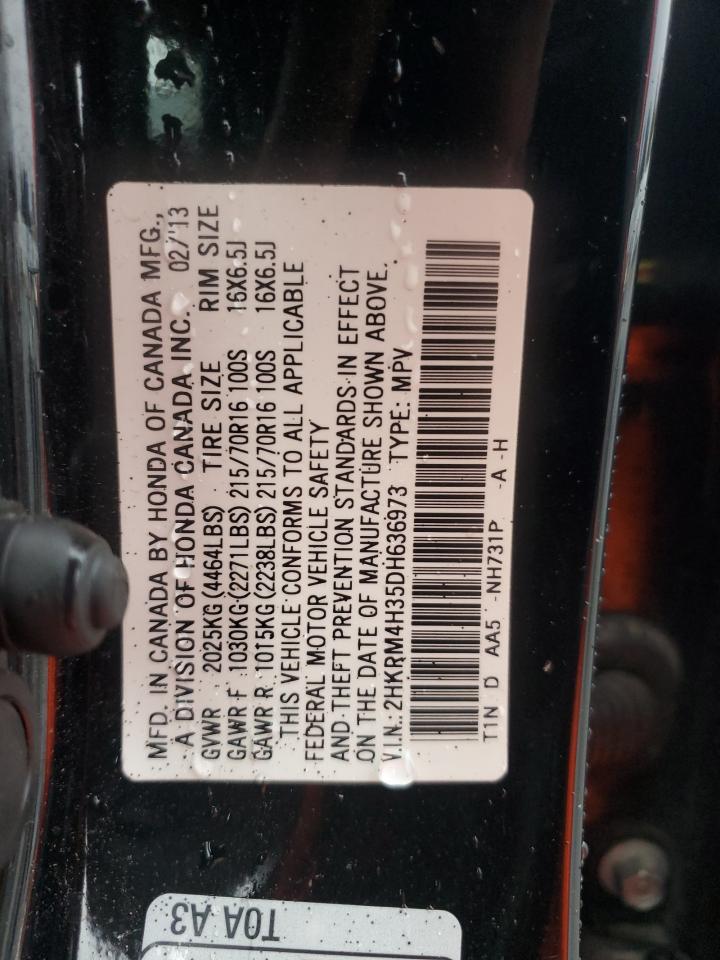 MFD. IN CANADA BY HONDA OF CANADA MFG.,
A DIVISION OF HONDA CANADA INC. 02/'13
GVWR 2025KG (4464LBS) TIRE SIZE RIM SIZE
GAWR F 1030KG (2271LBS) 215/70R16 100S 16X6.5J
GAWR R 1015KG (2238LBS) 215/70R16 100S 16X6.5J
THIS VEHICLE CONFORMS TO ALL APPLICABLE
FEDERAL MOTOR VEHICLE SAFETY
AND THEFT PREVENTION STANDARDS IN EFFECT
ON THE DATE OF MANUFACTURE SHOWN ABOVE.
V.I.N.: 2HKRM4H35DH636973 TYPE: MPV
T1N D AA5 -NH731P -A -H
T0A A3